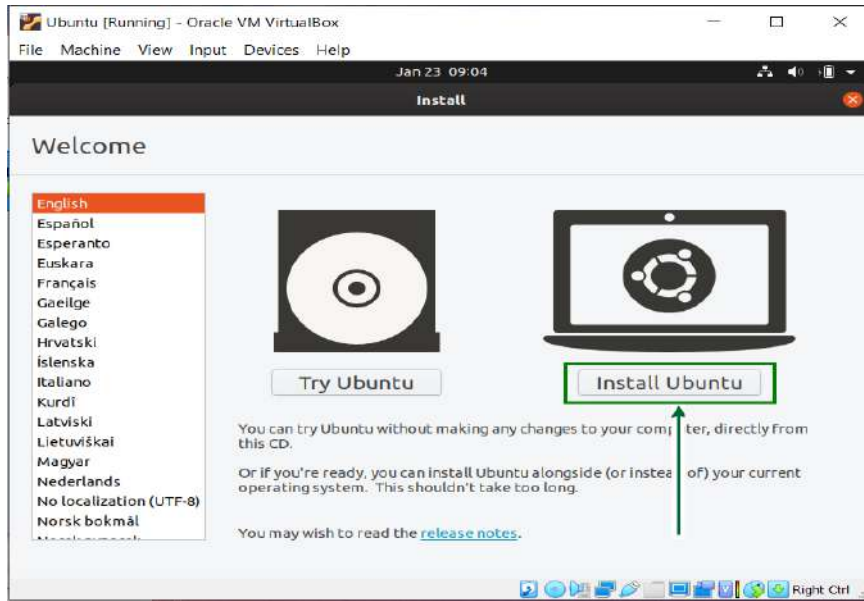 Ubuntu [Running] - Oracle VM VirtualBox
File Machine View Input Devices Help
Jan 23 09:04
Install
Welcome
English
Español
Esperanto
Euskara
Français
Gaeilge
Galego
Hrvatski
Íslenska
Italiano
Kurdî
Latviski
Lietuviškai
Magyar
Nederlands
No localization (UTF-8)
Norsk bokmål
Try Ubuntu
Install Ubuntu
You can try Ubuntu without making any changes to your computer, directly from
this CD.
Or if you're ready, you can install Ubuntu alongside (or instead of) your current
operating system. This shouldn't take too long.
You may wish to read the release notes.
Right Ctrl